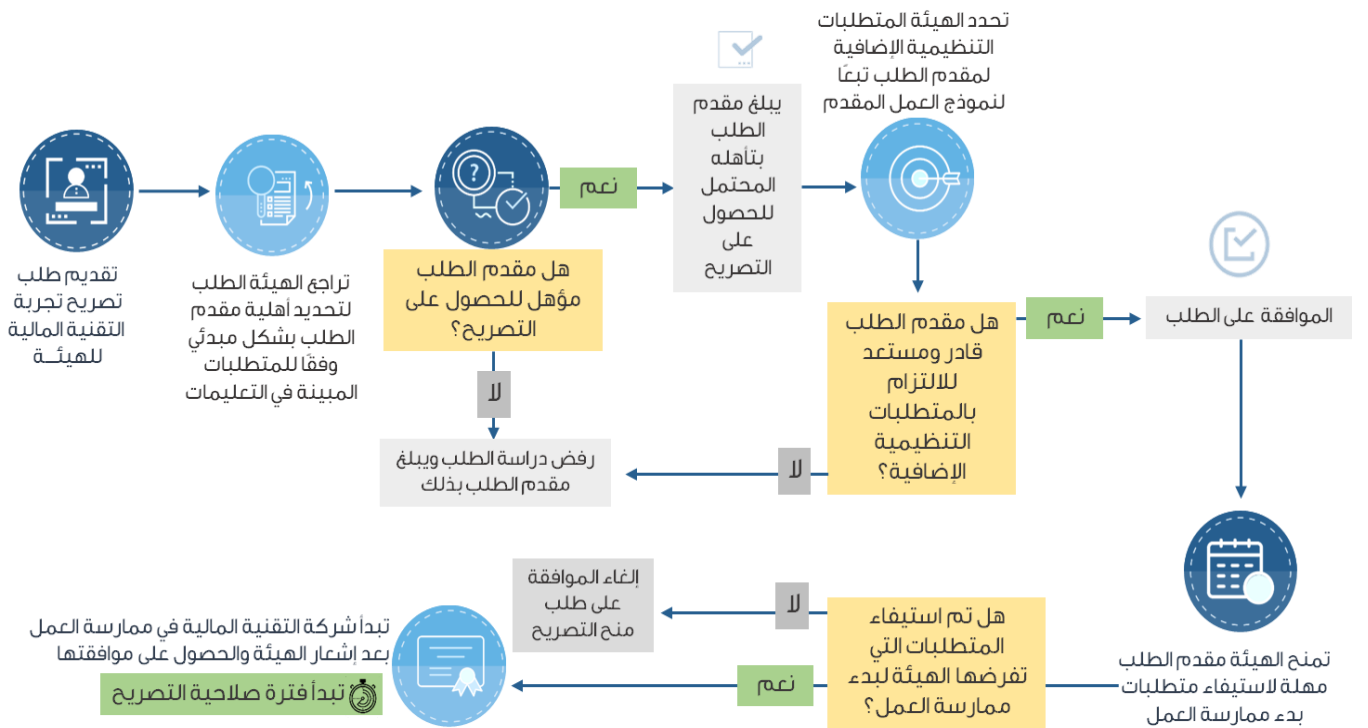 تقديم طلب
تصريح تجربة
التقنية المالية
للهيئــة
تراجع الهيئة الطلب
لتحديد أهلية مقدم
الطلب بشكل مبدئي
وفقًا للمتطلبات
المبينة في التعليمات
?
هل مقدم الطلب
مؤهل للحصول على
التصريح؟
نعم
لا
يبلغ مقدم
الطلب
بتأهله
المحتمل
للحصول
على
التصريح
تحدد الهيئة المتطلبات
التنظيمية الإضافية
لمقدم الطلب تبعًا
لنموذج العمل المقدم
هل مقدم الطلب
قادر ومستعد
للالتزام
بالمتطلبات
التنظيمية
الإضافية؟
نعم
لا
رفض دراسة الطلب ويبلغ
مقدم الطلب بذلك
الموافقة على الطلب
تمنح الهيئة مقدم الطلب
مهلة لاستيفاء متطلبات
بدء ممارسة العمل
هل تم استيفاء
المتطلبات التي
تفرضها الهيئة لبدء
ممارسة العمل؟
لا
إلغاء الموافقة
على طلب
منح التصريح
نعم
تبدأ شركة التقنية المالية في ممارسة العمل
بعد إشعار الهيئة والحصول على موافقتها
تبدأ فترة صلاحية التصريح